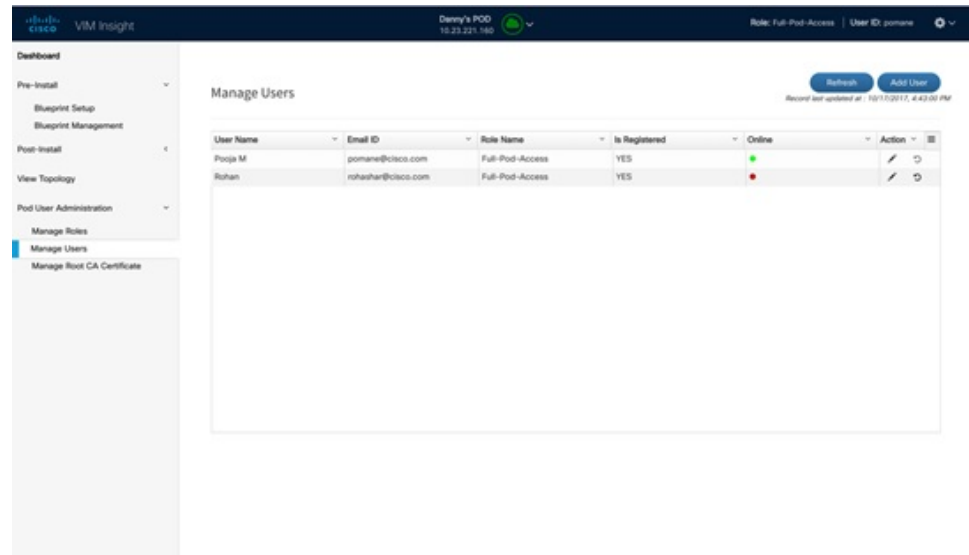 cisco VIM Insight
Danny's POD
10.23.221.160
Role: Full-Pod-Access | User ID: pomane
Dashboard
Pre-Install
Blueprint Setup
Blueprint Management
Post-Install
View Topology
Pod User Administration
Manage Roles
Manage Users
Manage Root CA Certificate
Manage Users
Refresh Add User
Record last updated at : 10/17/2017, 4:43:00 PM
User Name Email ID Role Name Is Registered Online Action
Pooja M pomane@cisco.com Full-Pod-Access YES
Rohan rohashar@cisco.com Full-Pod-Access YES